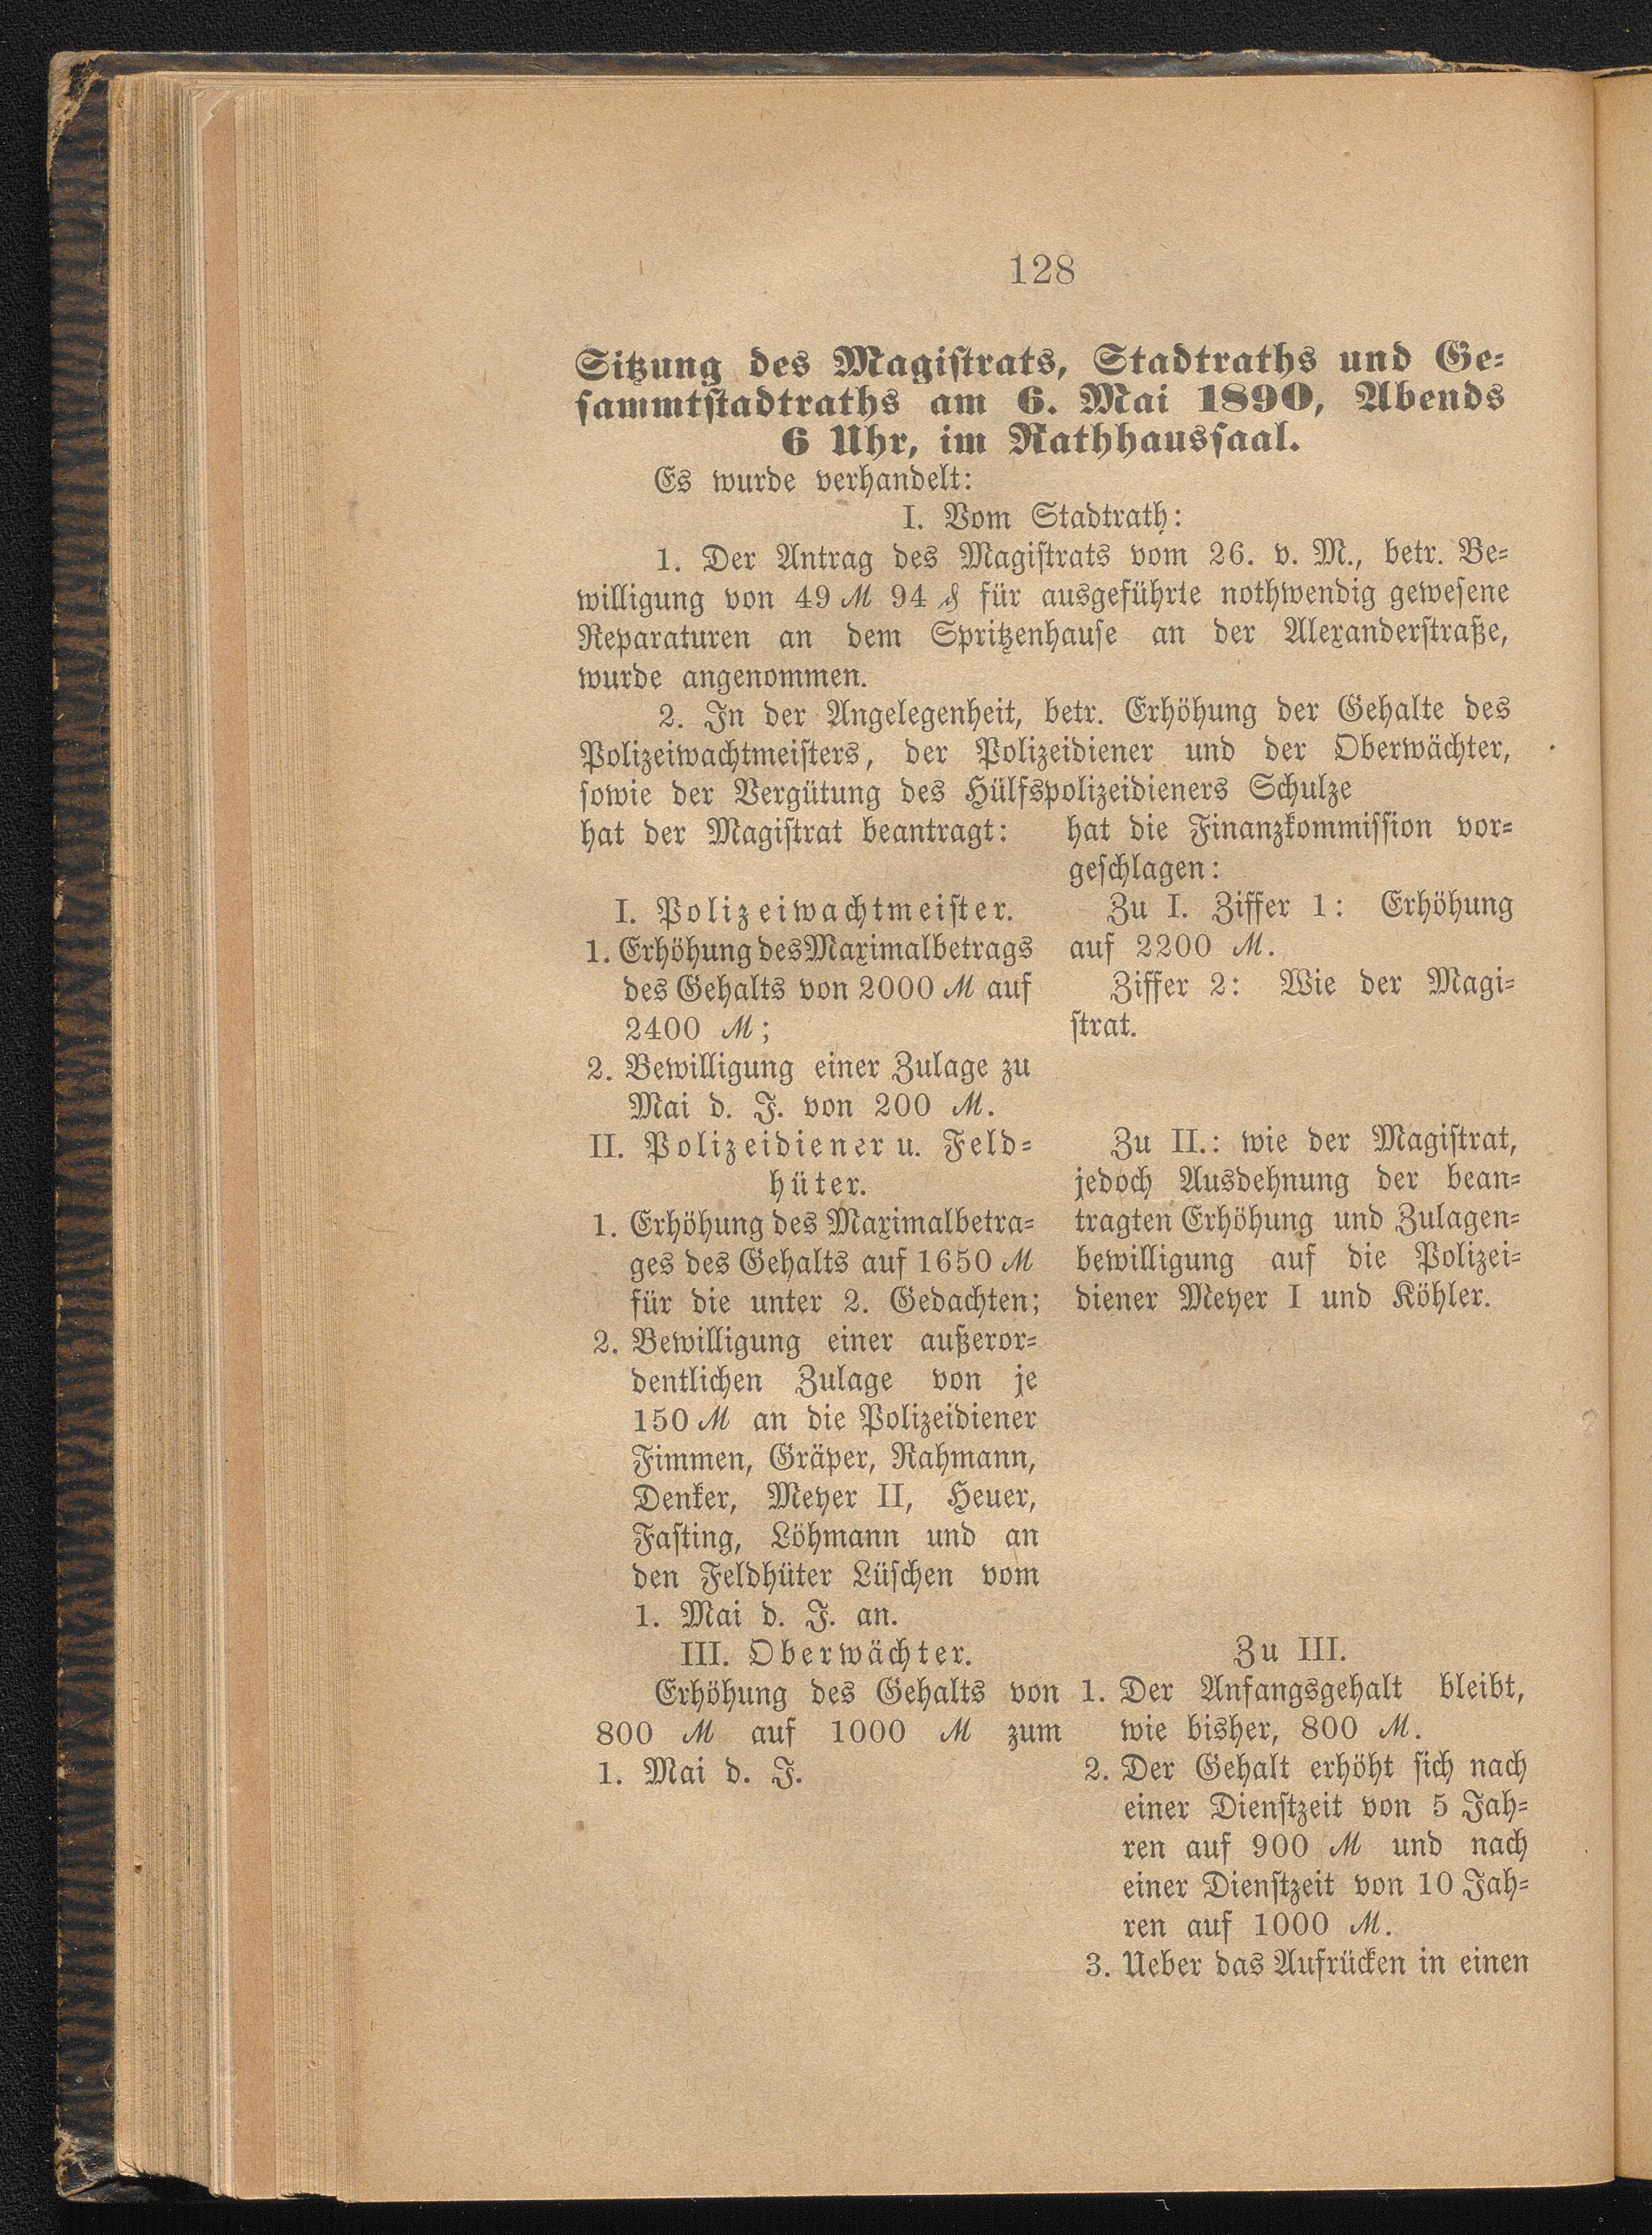 128
Sitzung des Magistrats, Stadtraths und Ge-
sammtstadtraths am 6. Mai 1890, Abends
6 Uhr, im Rathhaussaal.
Es wurde verhandelt:
I. Vom Stadtrath:
1. Der Antrag des Magistrats vom 26. v. M., betr. Be-
willigung von 49 ℳ 94 ₰ für ausgeführte nothwendig gewesene
Reparaturen an dem Spritzenhause an der Alexanderstraße,
wurde angenommen.
2. In der Angelegenheit, betr. Erhöhung der Gehalte des
Polizeiwachtmeisters, der Polizeidiener und der Oberwächter,
sowie der Vergütung des Hülfspolizeidieners Schulze
hat der Magistrat beantragt:
I. Polizeiwachtmeister.
1. Erhöhung des Maximalbetrags
des Gehalts von 2000 ℳ auf
2400 ℳ;
2. Bewilligung einer Zulage zu
Mai d. J. von 200 ℳ.
II. Polizeidiener u. Feld-
hüter.
1. Erhöhung des Maximalbetra-
ges des Gehalts auf 1650 ℳ
für die unter 2. Gedachten;
2. Bewilligung einer außeror-
dentlichen Zulage von je
150 ℳ an die Polizeidiener
Fimmen, Gräper, Rahmann,
Denker, Meyer II, Heuer,
Fasting, Löhmann und an
den Feldhüter Lüschen vom
1. Mai d. J. an.
III. Oberwächter.
Erhöhung des Gehalts von
800 ℳ auf 1000 ℳ zum
1. Mai d. J.
hat die Finanzkommission vor-
geschlagen:
Zu I. Ziffer 1: Erhöhung
auf 2200 ℳ.
Ziffer 2: Wie der Magi-
strat.
Zu II.: wie der Magistrat,
jedoch Ausdehnung der bean-
tragten Erhöhung und Zulagen-
bewilligung auf die Polizei-
diener Meyer I und Köhler.
Zu III.
1. Der Anfangsgehalt bleibt,
wie bisher, 800 ℳ.
2. Der Gehalt erhöht sich nach
einer Dienstzeit von 5 Jah-
ren auf 900 ℳ und nach
einer Dienstzeit von 10 Jah-
ren auf 1000 ℳ.
3. Ueber das Aufrücken in einen